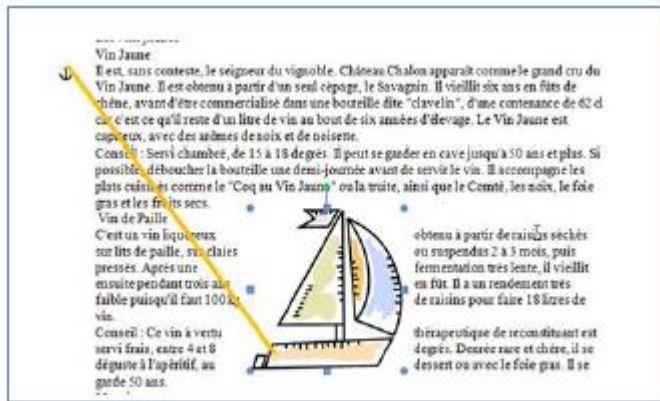 Vin Jaune
Il est, sans conteste, le seigneur du vignoble. Château Chalon apparaît comme le grand cru du
Vin Jaune. Il est obtenu à partir d'un seul cépage, le Savagnin. Il vieillit six ans en fûts de
chêne, avant d'être commercialisé dans une bouteille dite "clavelin", d'une contenance de 62 cl
car c'est ce qu'il reste d'un litre de vin au bout de six années d'élevage. Le Vin Jaune est
capiteux, avec des arômes de noix et de noisette.
Conseil : Servi chambré, de 15 à 18 degrés. Il peut se garder en cave jusqu'à 50 ans et plus. Si
possible, déboucher la bouteille une demi-journée avant de servir le vin. Il accompagne les
plats cuisinés comme le "Coq au Vin Jaune" ou la truite, ainsi que le Comté, les noix, le foie
gras et les fruits secs.
Vin de Paille
C'est un vin liquoreux obtenu à partir de raisins séchés
sur lits de paille, sur claies ou suspendus 2 à 3 mois, puis
pressés. Après une fermentation très lente, il vieillit
ensuite pendant trois ans en fût. Il a un rendement très
faible puisqu'il faut 100 kg de raisins pour faire 18 litres de
vin.
Conseil : Ce vin à vertu thérapeutique de reconstituant est
servi frais, entre 4 et 8 degrés. Denrée rare et chère, il se
déguste à l'apéritif, au dessert ou avec le foie gras. Il se
garde 50 ans.